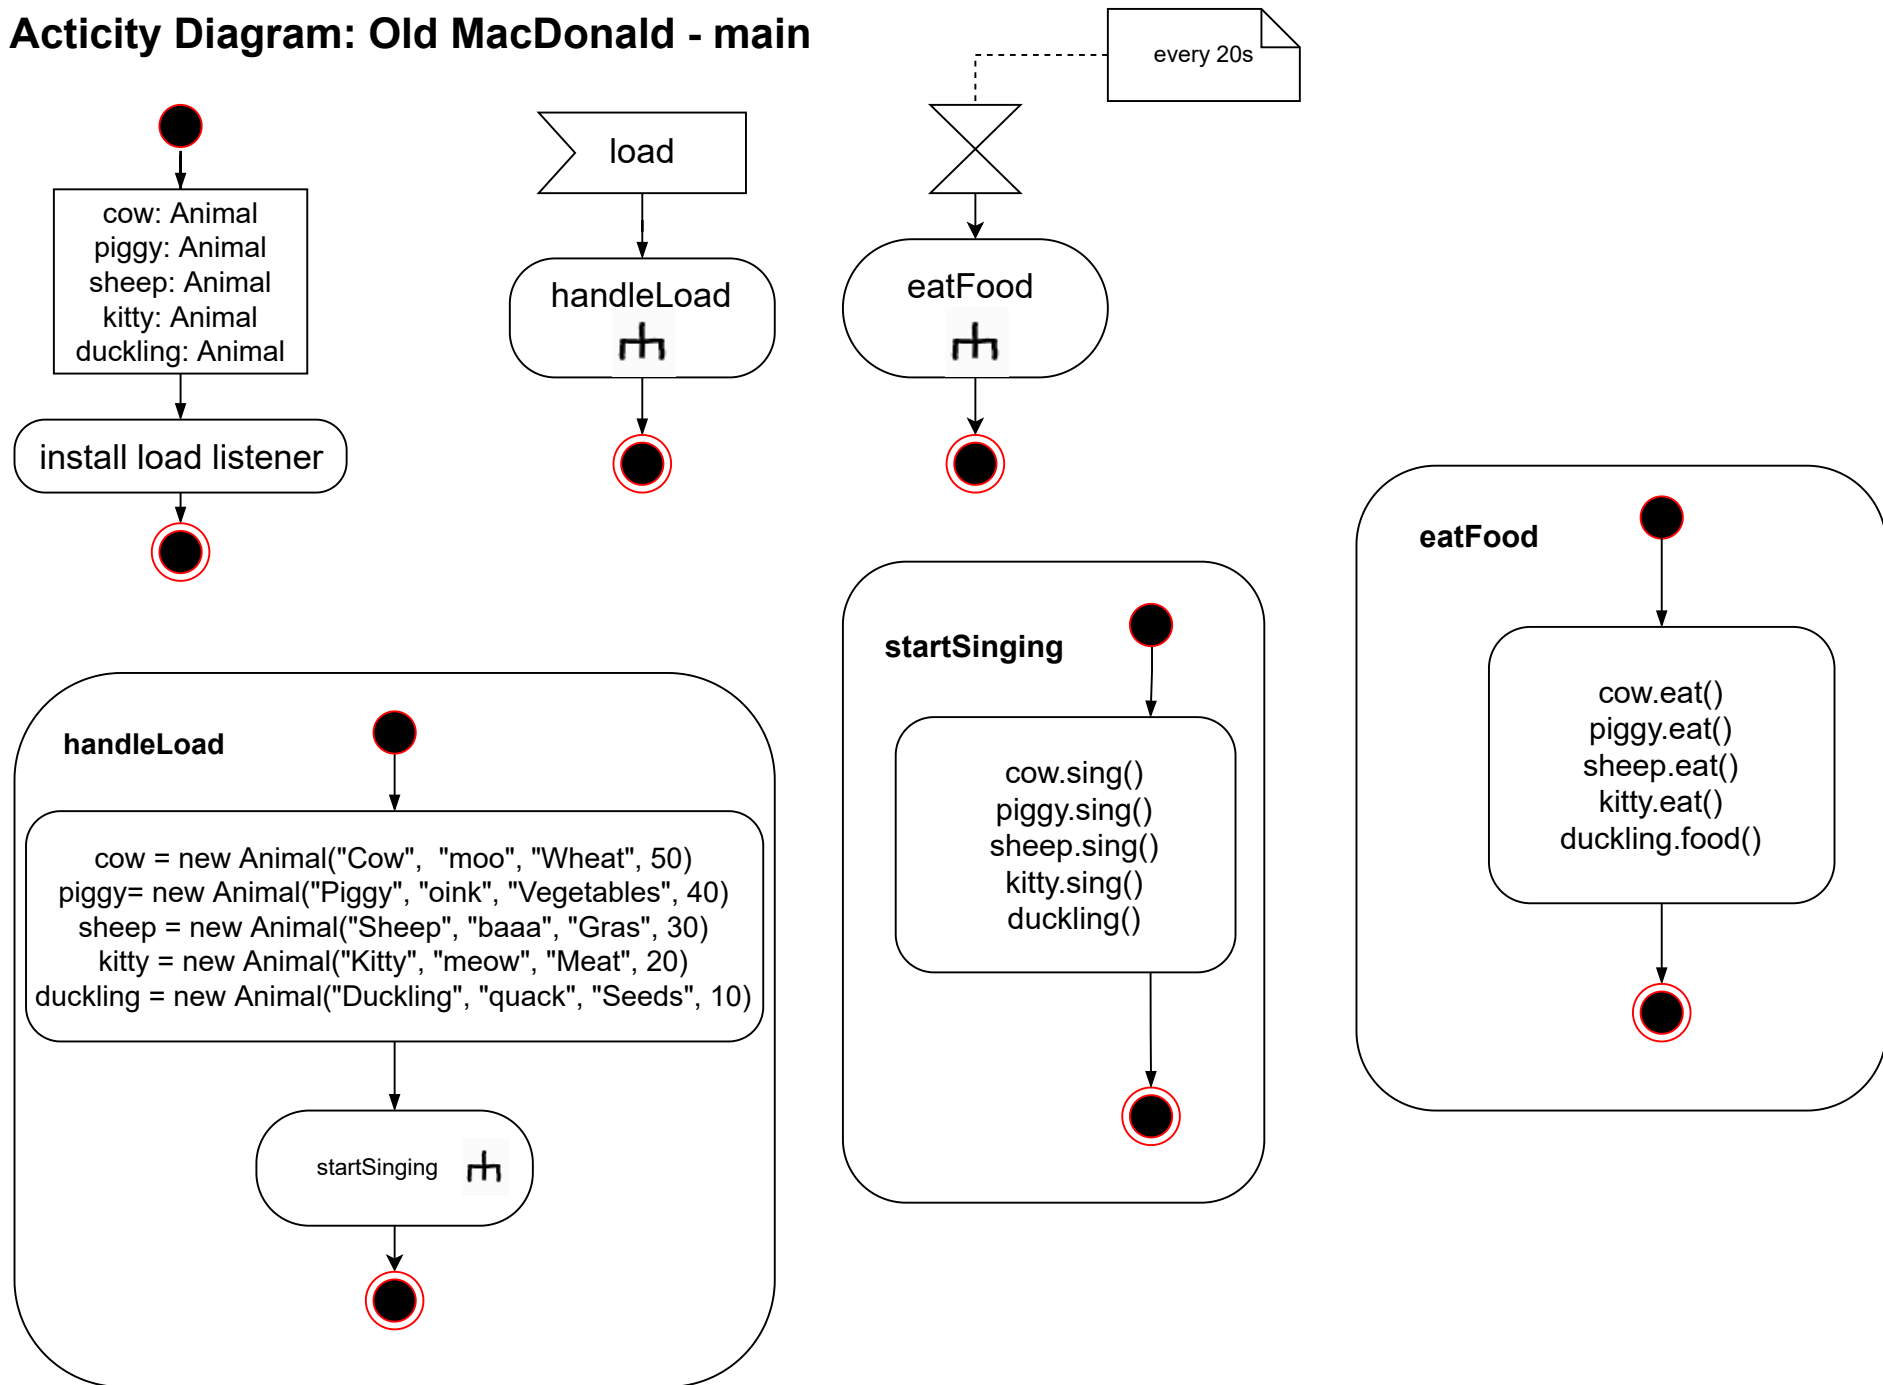 Acticity Diagram: Old MacDonald - main
every 20s
cow: Animal
piggy: Animal
sheep: Animal
kitty: Animal
duckling: Animal
install load listener
load
handleLoad
eatFood
handleLoad
cow = new Animal("Cow",  "moo", "Wheat", 50)
piggy= new Animal("Piggy", "oink", "Vegetables", 40)
sheep = new Animal("Sheep", "baaa", "Gras", 30)
kitty = new Animal("Kitty", "meow", "Meat", 20)
duckling = new Animal("Duckling", "quack", "Seeds", 10)
startSinging
startSinging
cow.sing()
piggy.sing()
sheep.sing()
kitty.sing()
duckling()
eatFood
cow.eat()
piggy.eat()
sheep.eat()
kitty.eat()
duckling.food()